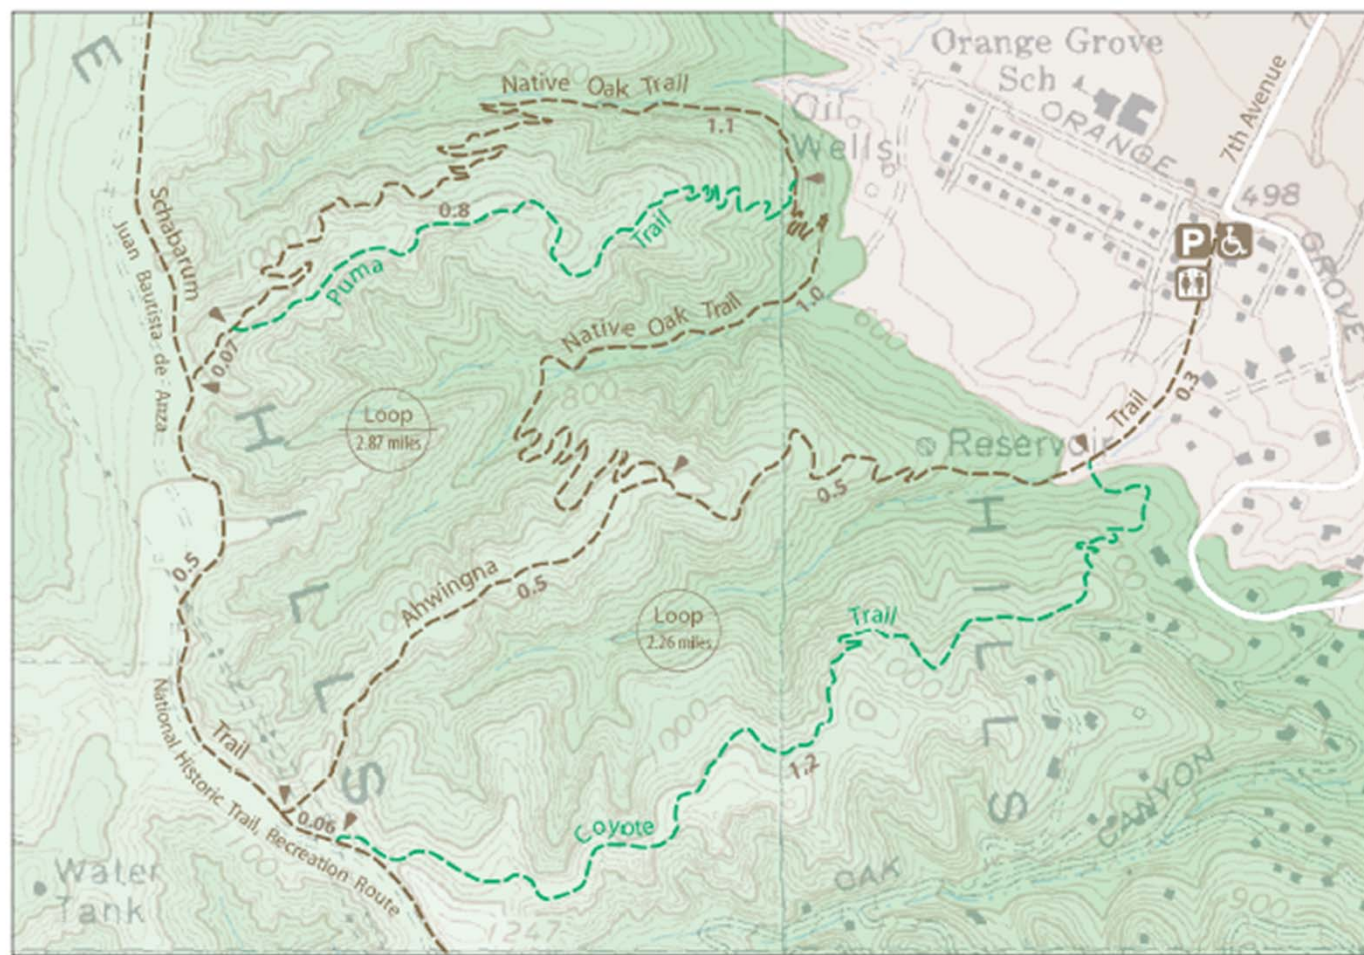 E
Orange Grove
Sch
ORANGE
7th Avenue
Native Oak Trail
1.1
Oil
Wells
498
P
GROVE
Schabarum
Juan Bautista de Anza
0.8
Puma
Trail
Native Oak Trail
1.0
600
0.07
800
HILLS
Loop
2.87 miles
Trail
0.3
Reservoir
0.5
0.5
Ahwingna
0.5
Loop
2.26 miles
HILLS
Trail
Trail
National Historic Trail, Recreation Route
0.06
Coyote
1.2
OAK
CANYON
Water
Tank
1247
900